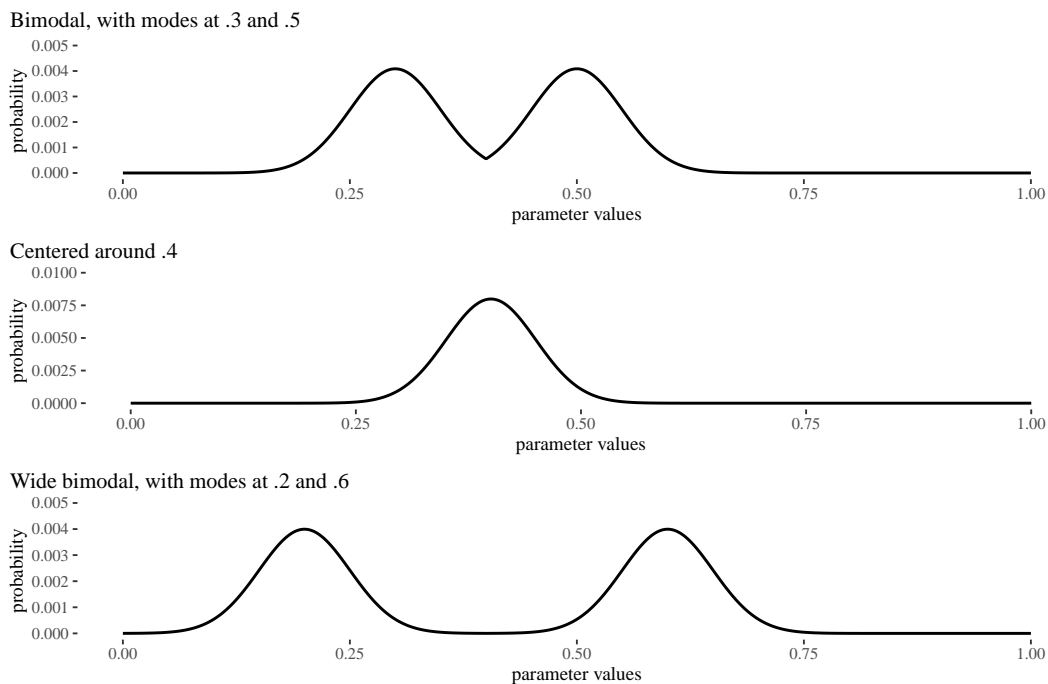 Bimodal, with modes at .3 and .5
0.005
0.004
0.003
0.002
0.001
0.000
probability
0.00 0.25 0.50 0.75 1.00
parameter values
Centered around .4
0.0100
0.0075
0.0050
0.0025
0.0000
probability
0.00 0.25 0.50 0.75 1.00
parameter values
Wide bimodal, with modes at .2 and .6
0.005
0.004
0.003
0.002
0.001
0.000
probability
0.00 0.25 0.50 0.75 1.00
parameter values